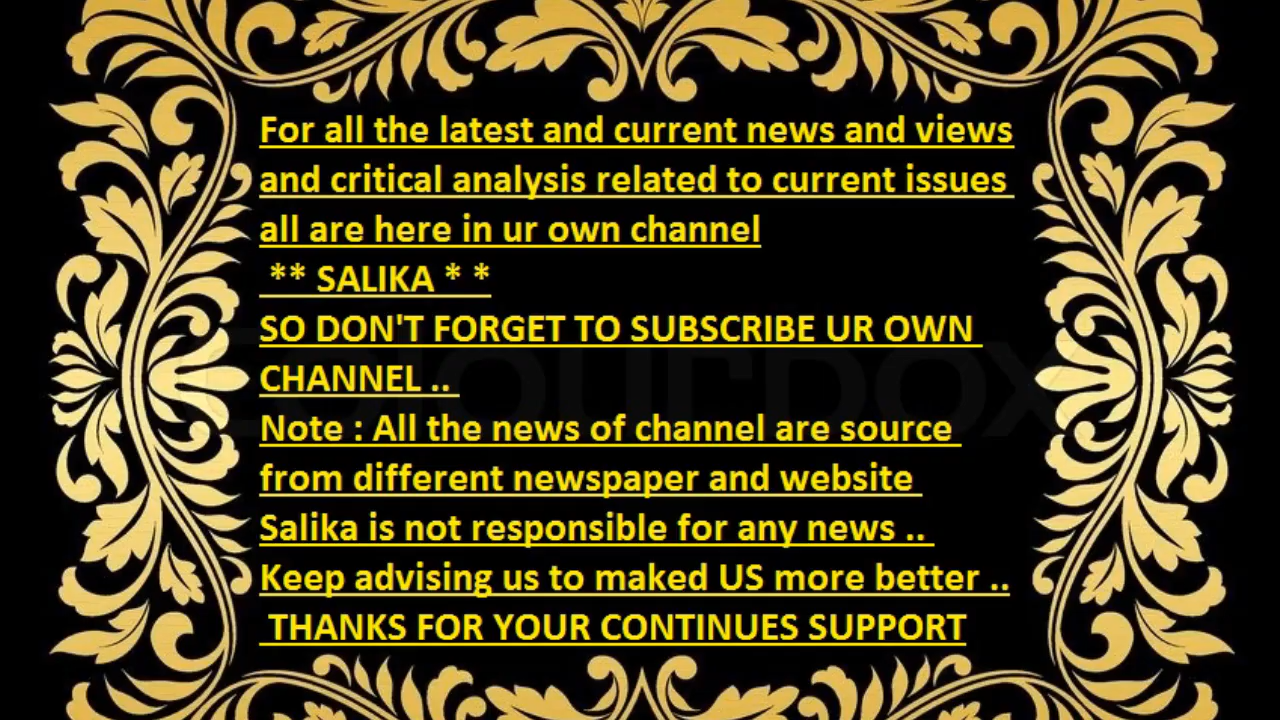 For all the latest and current news and views
and critical analysis related to current issues
all are here in ur own channel
** SALIKA * *
SO DON'T FORGET TO SUBSCRIBE UR OWN
CHANNEL ..
Note : All the news of channel are source
from different newspaper and website
Salika is not responsible for any news ..
Keep advising us to maked US more better ..
THANKS FOR YOUR CONTINUES SUPPORT